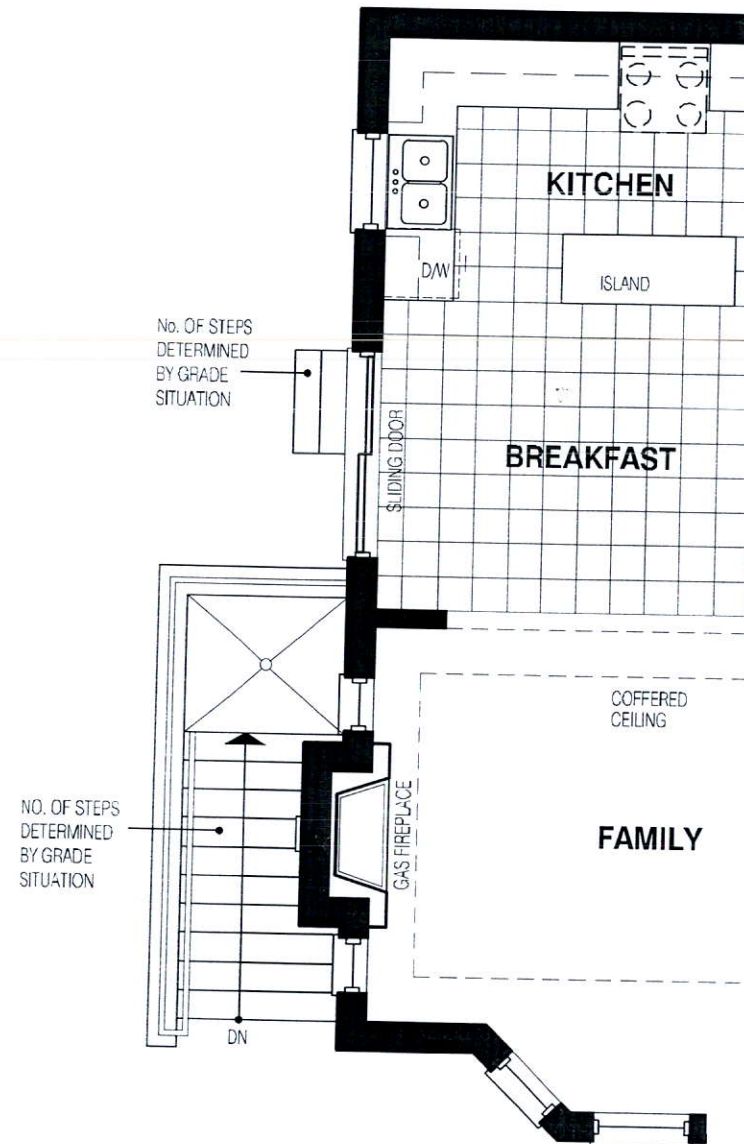 KITCHEN
D/W
ISLAND
No. OF STEPS
DETERMINED
BY GRADE
SITUATION
SLIDING DOOR
BREAKFAST
COFFERED
CEILING
GAS FIREPLACE
FAMILY
NO. OF STEPS
DETERMINED
BY GRADE
SITUATION
DN